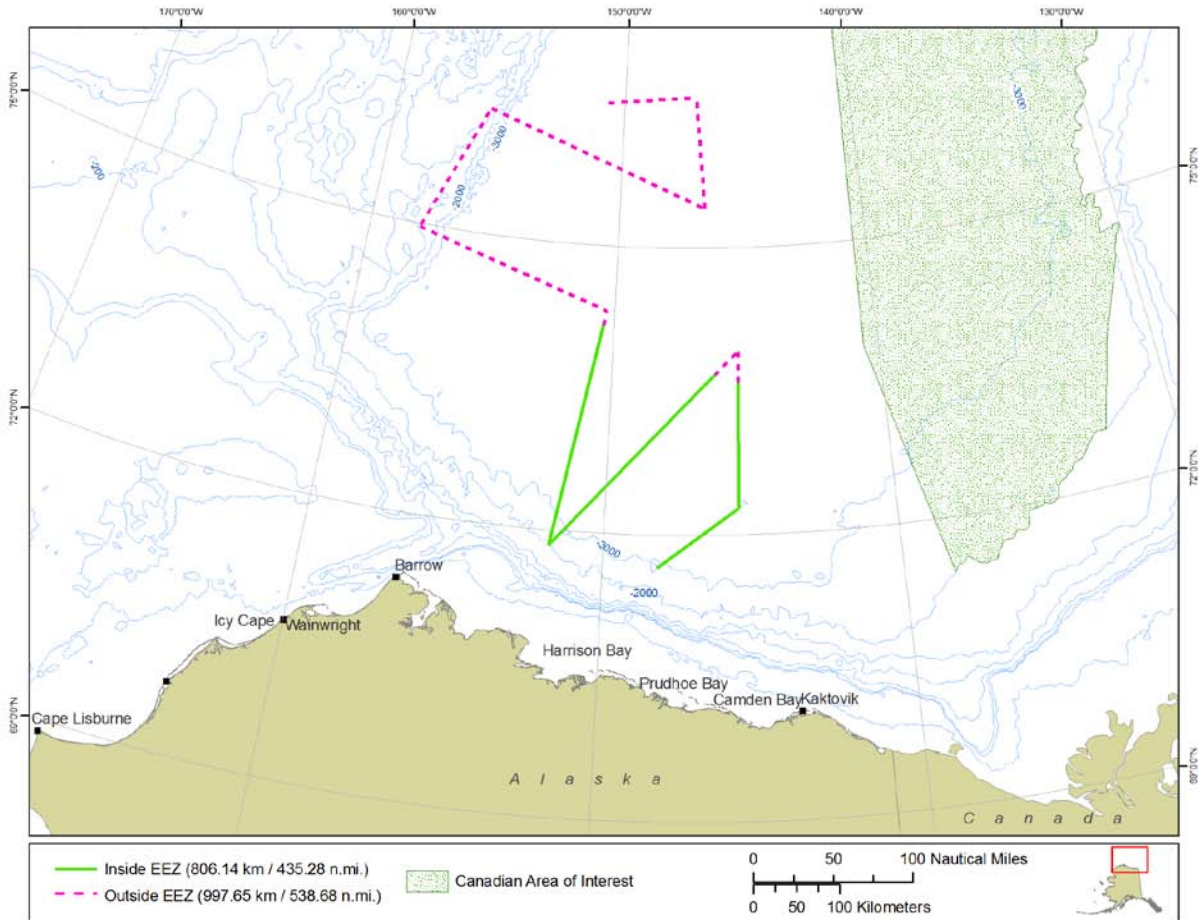 170°0'0"W 160°0'0"W 150°0'0"W 140°0'0"W 130°0'0"W
-3000
76°0'0"N
-3000
75°0'0"N
-200
2000
72°0'0"N
72°0'0"N
-3000
-2000
Barrow
Icy Cape
Wainwright
Harrison Bay
Prudhoe Bay
Camden Bay Kaktovik
69°0'0"N
Cape Lisburne
69°0'0"N
Alaska
Canada
Inside EEZ (806.14 km / 435.28 n.mi.)
Outside EEZ (997.65 km / 538.68 n.mi.)
Canadian Area of Interest
0 50 100 Nautical Miles
0 50 100 Kilometers